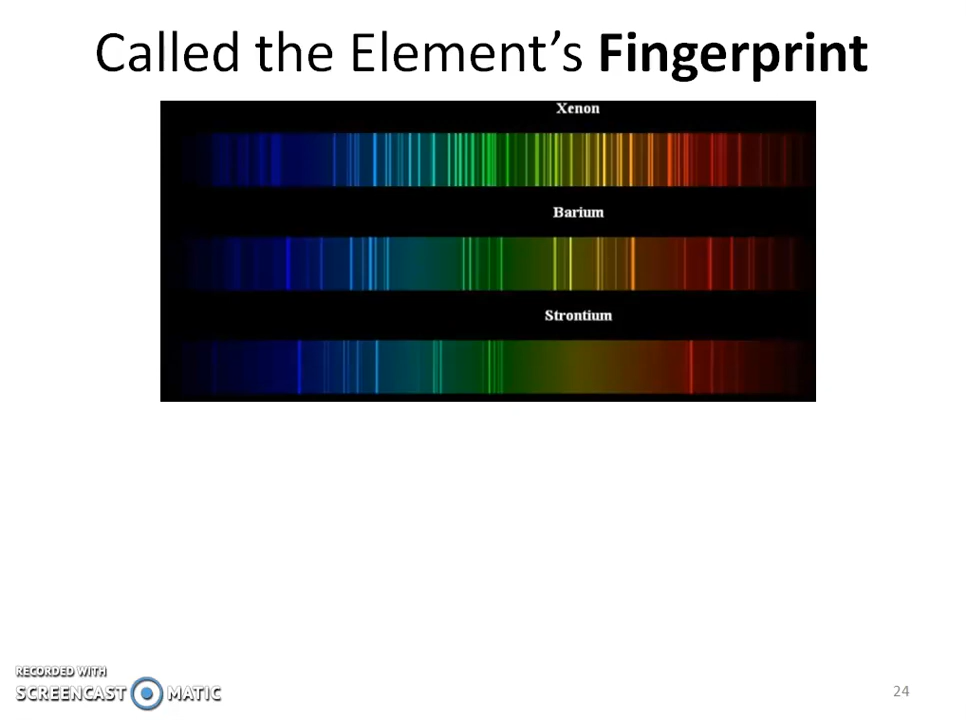 Called the Element's Fingerprint
Xenon
Barium
Strontium
RECORDED WITH
SCREENCAST MATIC
24